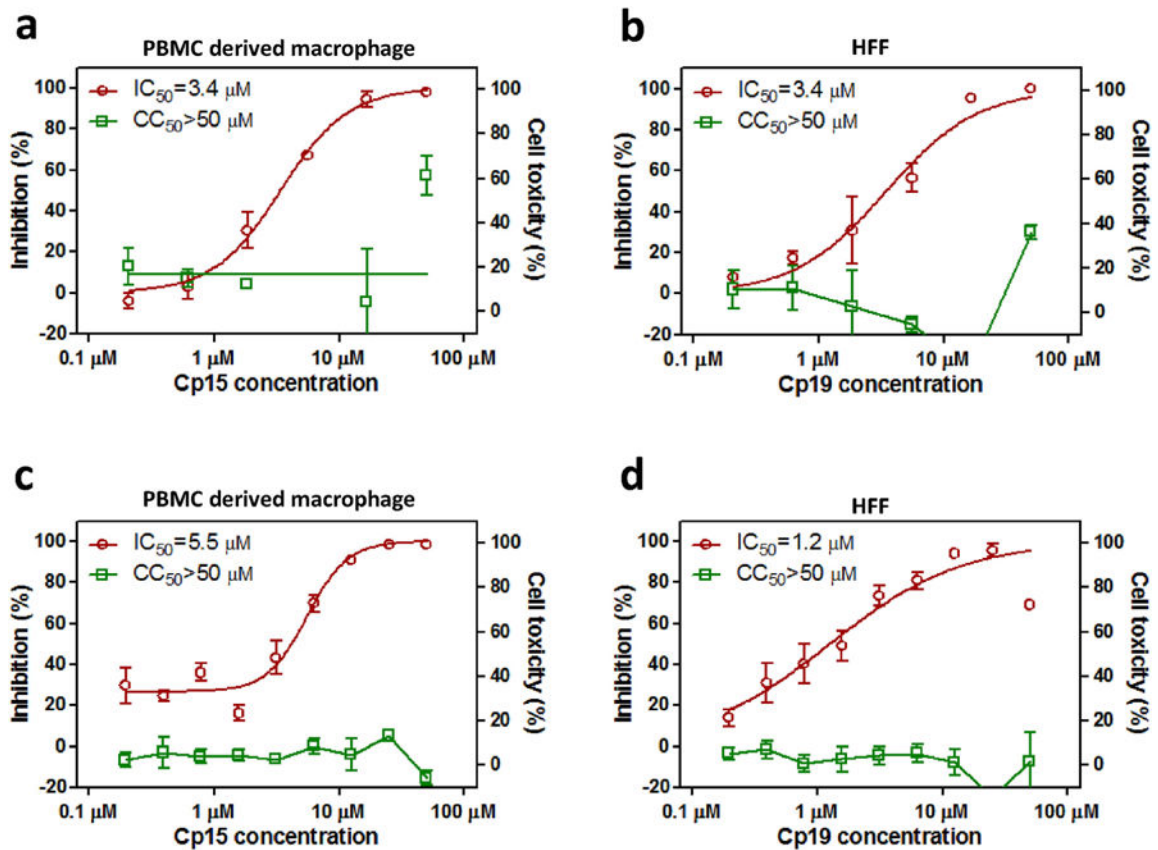 a
PBMC derived macrophage
IC50=3.4 μM
CC50>50 μM
Inhibition (%)
100
80
60
40
20
0
-20
Cell toxicity (%)
100
80
60
40
20
0
0.1 μM 1 μM 10 μM 100 μM
Cp15 concentration
b
HFF
IC50=3.4 μM
CC50>50 μM
Inhibition (%)
100
80
60
40
20
0
-20
Cell toxicity (%)
100
80
60
40
20
0
0.1 μM 1 μM 10 μM 100 μM
Cp19 concentration
c
PBMC derived macrophage
IC50=5.5 μM
CC50>50 μM
Inhibition (%)
100
80
60
40
20
0
-20
Cell toxicity (%)
100
80
60
40
20
0
0.1 μM 1 μM 10 μM 100 μM
Cp15 concentration
d
HFF
IC50=1.2 μM
CC50>50 μM
Inhibition (%)
100
80
60
40
20
0
-20
Cell toxicity (%)
100
80
60
40
20
0
0.1 μM 1 μM 10 μM 100 μM
Cp19 concentration